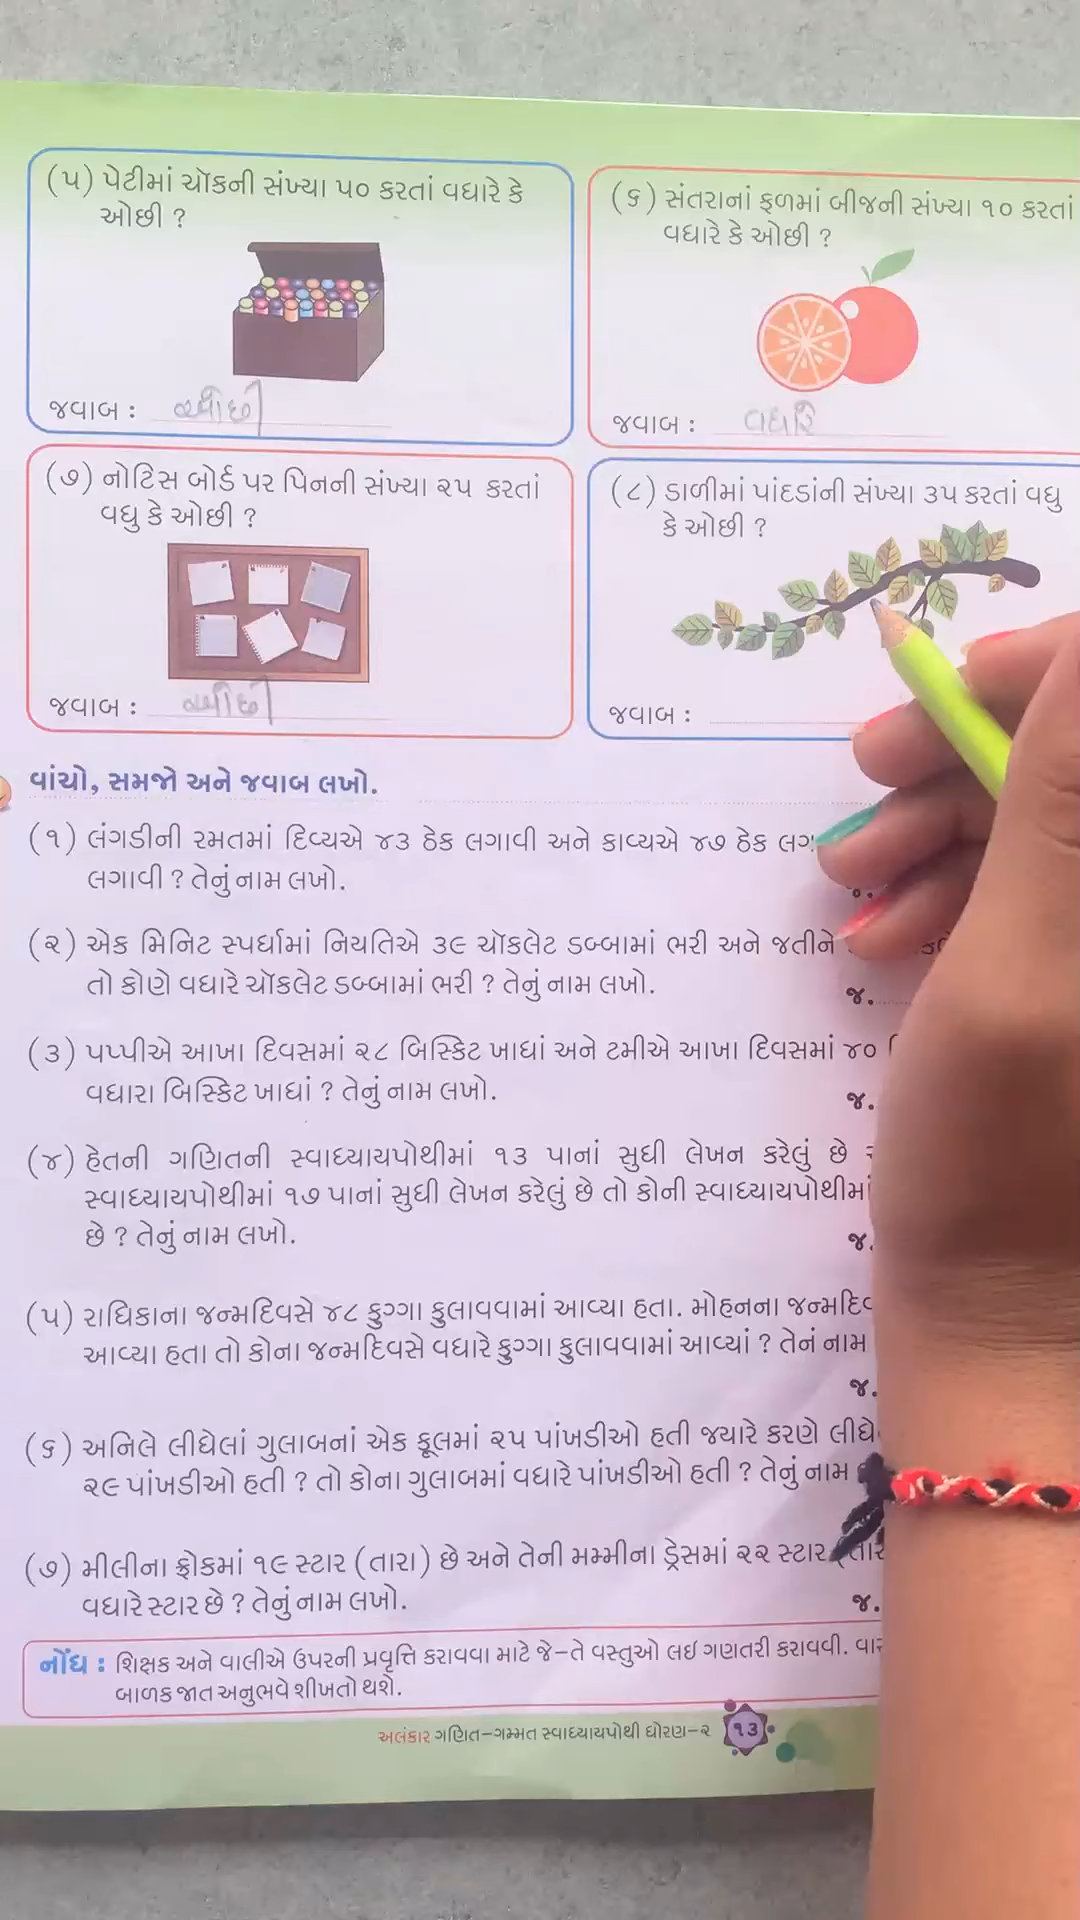 (૫) પેટીમાં ચૉકની સંખ્યા ૫૦ કરતાં વધારે કે
ઓછી ?
જવાબ : ઓછી
(૬) સંતરાનાં ફળમાં બીજની સંખ્યા ૧૦ કરતાં
વધારે કે ઓછી ?
જવાબ : વધારે
(૭) નોટિસ બોર્ડ પર પિનની સંખ્યા ૨૫ કરતાં
વધુ કે ઓછી ?
જવાબ : ઓછી
(૮) ડાળીમાં પાંદડાંની સંખ્યા ૩૫ કરતાં વધુ
કે ઓછી ?
જવાબ :
વાંચો, સમજો અને જવાબ લખો.
(૧) લંગડીની રમતમાં દિવ્યએ ૪૩ ઠેક લગાવી અને કાવ્યએ ૪૭ ઠેક
લગાવી ? તેનું નામ લખો.
(૨) એક મિનિટ સ્પર્ધામાં નિયતિએ ૩૯ ચૉકલેટ ડબ્બામાં ભરી અને જતીને
તો કોણે વધારે ચૉકલેટ ડબ્બામાં ભરી ? તેનું નામ લખો. જ.
(૩) પપ્પીએ આખા દિવસમાં ૨૮ બિસ્કિટ ખાધાં અને ટમીએ આખા દિવસમાં ૪૦
વધારા બિસ્કિટ ખાધાં ? તેનું નામ લખો. જ.
(૪) હેતની ગણિતની સ્વાધ્યાયપોથીમાં ૧૩ પાનાં સુધી લેખન કરેલું છે
સ્વાધ્યાયપોથીમાં ૧૭ પાનાં સુધી લેખન કરેલું છે તો કોની સ્વાધ્યાયપોથીમાં
છે ? તેનું નામ લખો. જ.
(૫) રાધિકાના જન્મદિવસે ૪૮ ફુગ્ગા ફુલાવવામાં આવ્યા હતા. મોહનના
આવ્યા હતા તો કોના જન્મદિવસે વધારે ફુગ્ગા ફુલાવવામાં આવ્યાં ? તેનં નામ
જ.
(૬) અનિલે લીધેલાં ગુલાબનાં એક ફૂલમાં ૨૫ પાંખડીઓ હતી જ્યારે કરણે
૨૯ પાંખડીઓ હતી ? તો કોના ગુલાબમાં વધારે પાંખડીઓ હતી ? તેનું નામ
(૭) મીલીના ફ્રોકમાં ૧૯ સ્ટાર (તારા) છે અને તેની મમ્મીના ડ્રેસમાં ૨૨ સ્ટાર
વધારે સ્ટાર છે ? તેનું નામ લખો. જ.
નોંધ : શિક્ષક અને વાલીએ ઉપરની પ્રવૃત્તિ કરાવવા માટે જે-તે વસ્તુઓ લઇ ગણતરી કરાવવી.
બાળક જાત અનુભવે શીખતો થશે.
અલંકાર ગણિત-ગમ્મત સ્વાધ્યાયપોથી ધોરણ-૨ ૧૩